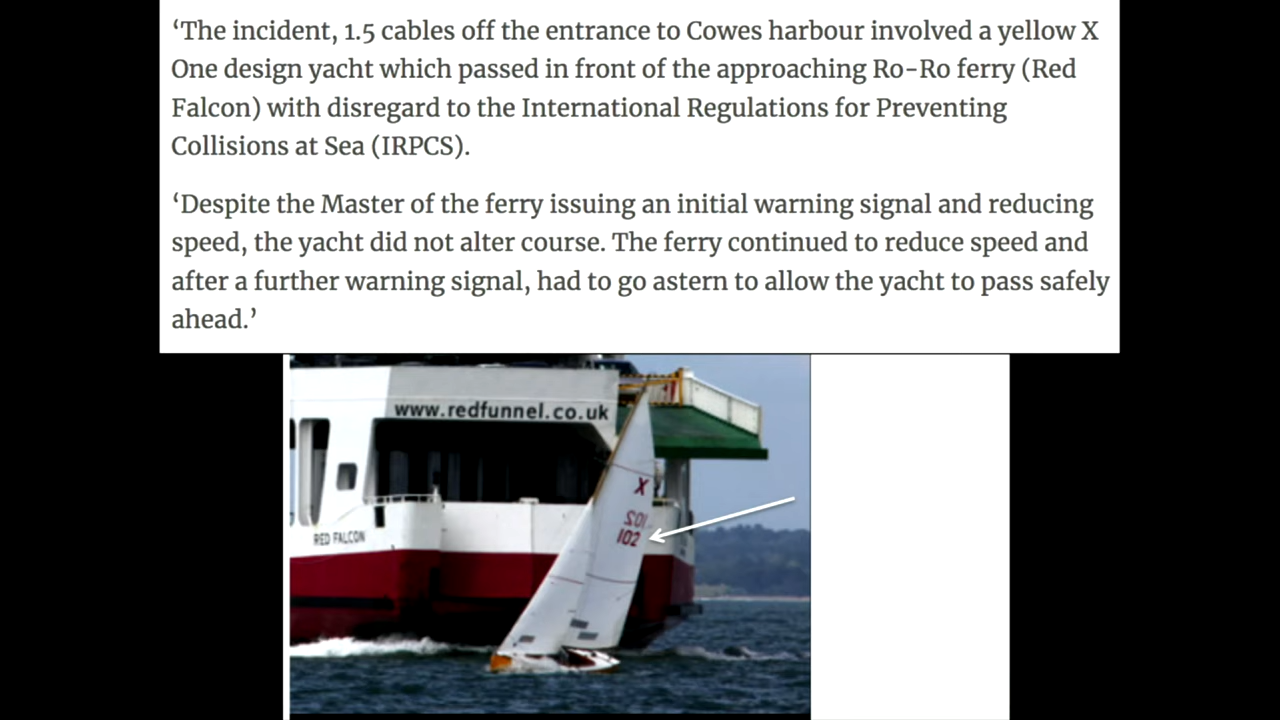 ‘The incident, 1.5 cables off the entrance to Cowes harbour involved a yellow X
One design yacht which passed in front of the approaching Ro-Ro ferry (Red
Falcon) with disregard to the International Regulations for Preventing
Collisions at Sea (IRPCS).
‘Despite the Master of the ferry issuing an initial warning signal and reducing
speed, the yacht did not alter course. The ferry continued to reduce speed and
after a further warning signal, had to go astern to allow the yacht to pass safely
ahead.’
www.redfunnel.co.uk
X
102
RED FALCON